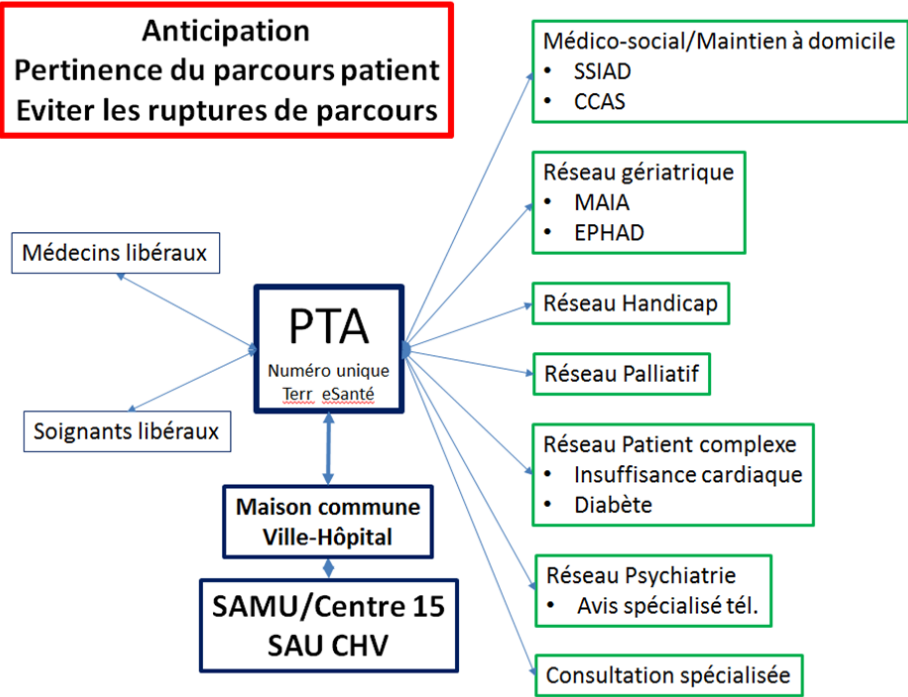 Anticipation
Pertinence du parcours patient
Eviter les ruptures de parcours
Médecins libéraux
Soignants libéraux
PTA
Numéro unique
Terr eSanté
Maison commune
Ville-Hôpital
SAMU/Centre 15
SAU CHV
Médico-social/Maintien à domicile
• SSIAD
• CCAS
Réseau gériatrique
• MAIA
• EPHAD
Réseau Handicap
Réseau Palliatif
Réseau Patient complexe
• Insuffisance cardiaque
• Diabète
Réseau Psychiatrie
• Avis spécialisé tél.
Consultation spécialisée